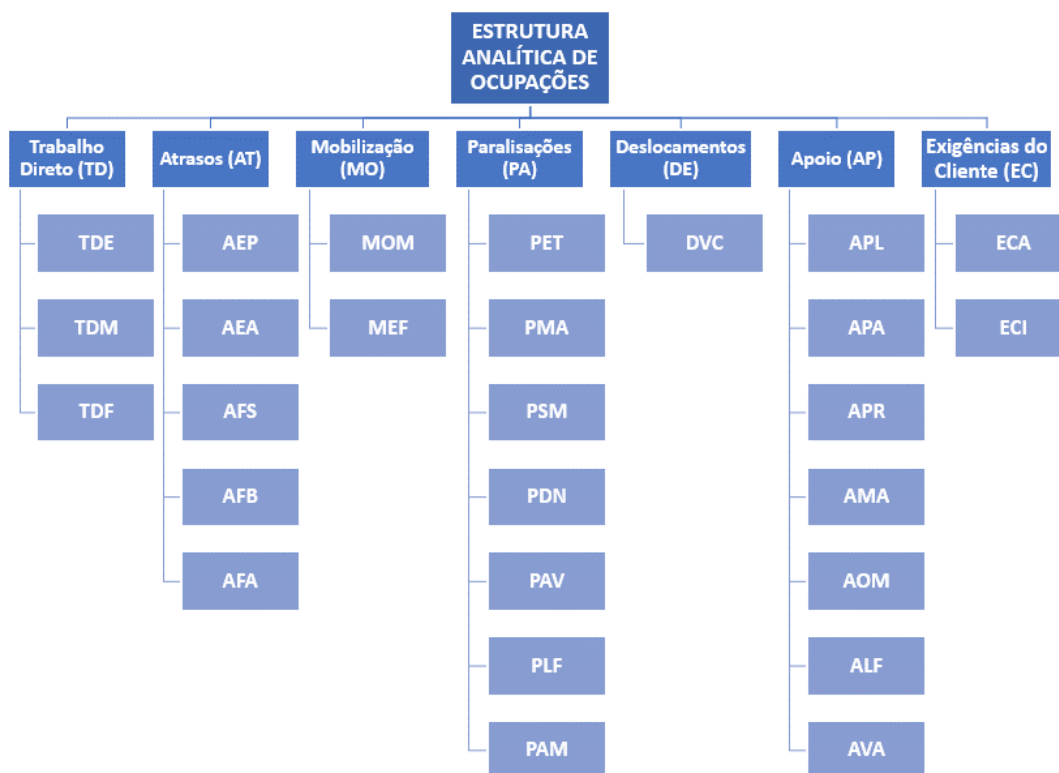 ESTRUTURA
ANALÍTICA DE
OCUPAÇÕES
Trabalho
Direto (TD)
TDE
TDM
TDF
Atrasos (AT)
AEP
AEA
AFS
AFB
AFA
Mobilização
(MO)
MOM
MEF
Paralisações
(PA)
PET
PMA
PSM
PDN
PAV
PLF
PAM
Deslocamentos
(DE)
DVC
Apoio (AP)
APL
APA
APR
AMA
AOM
ALF
AVA
Exigências do
Cliente (EC)
ECA
ECI